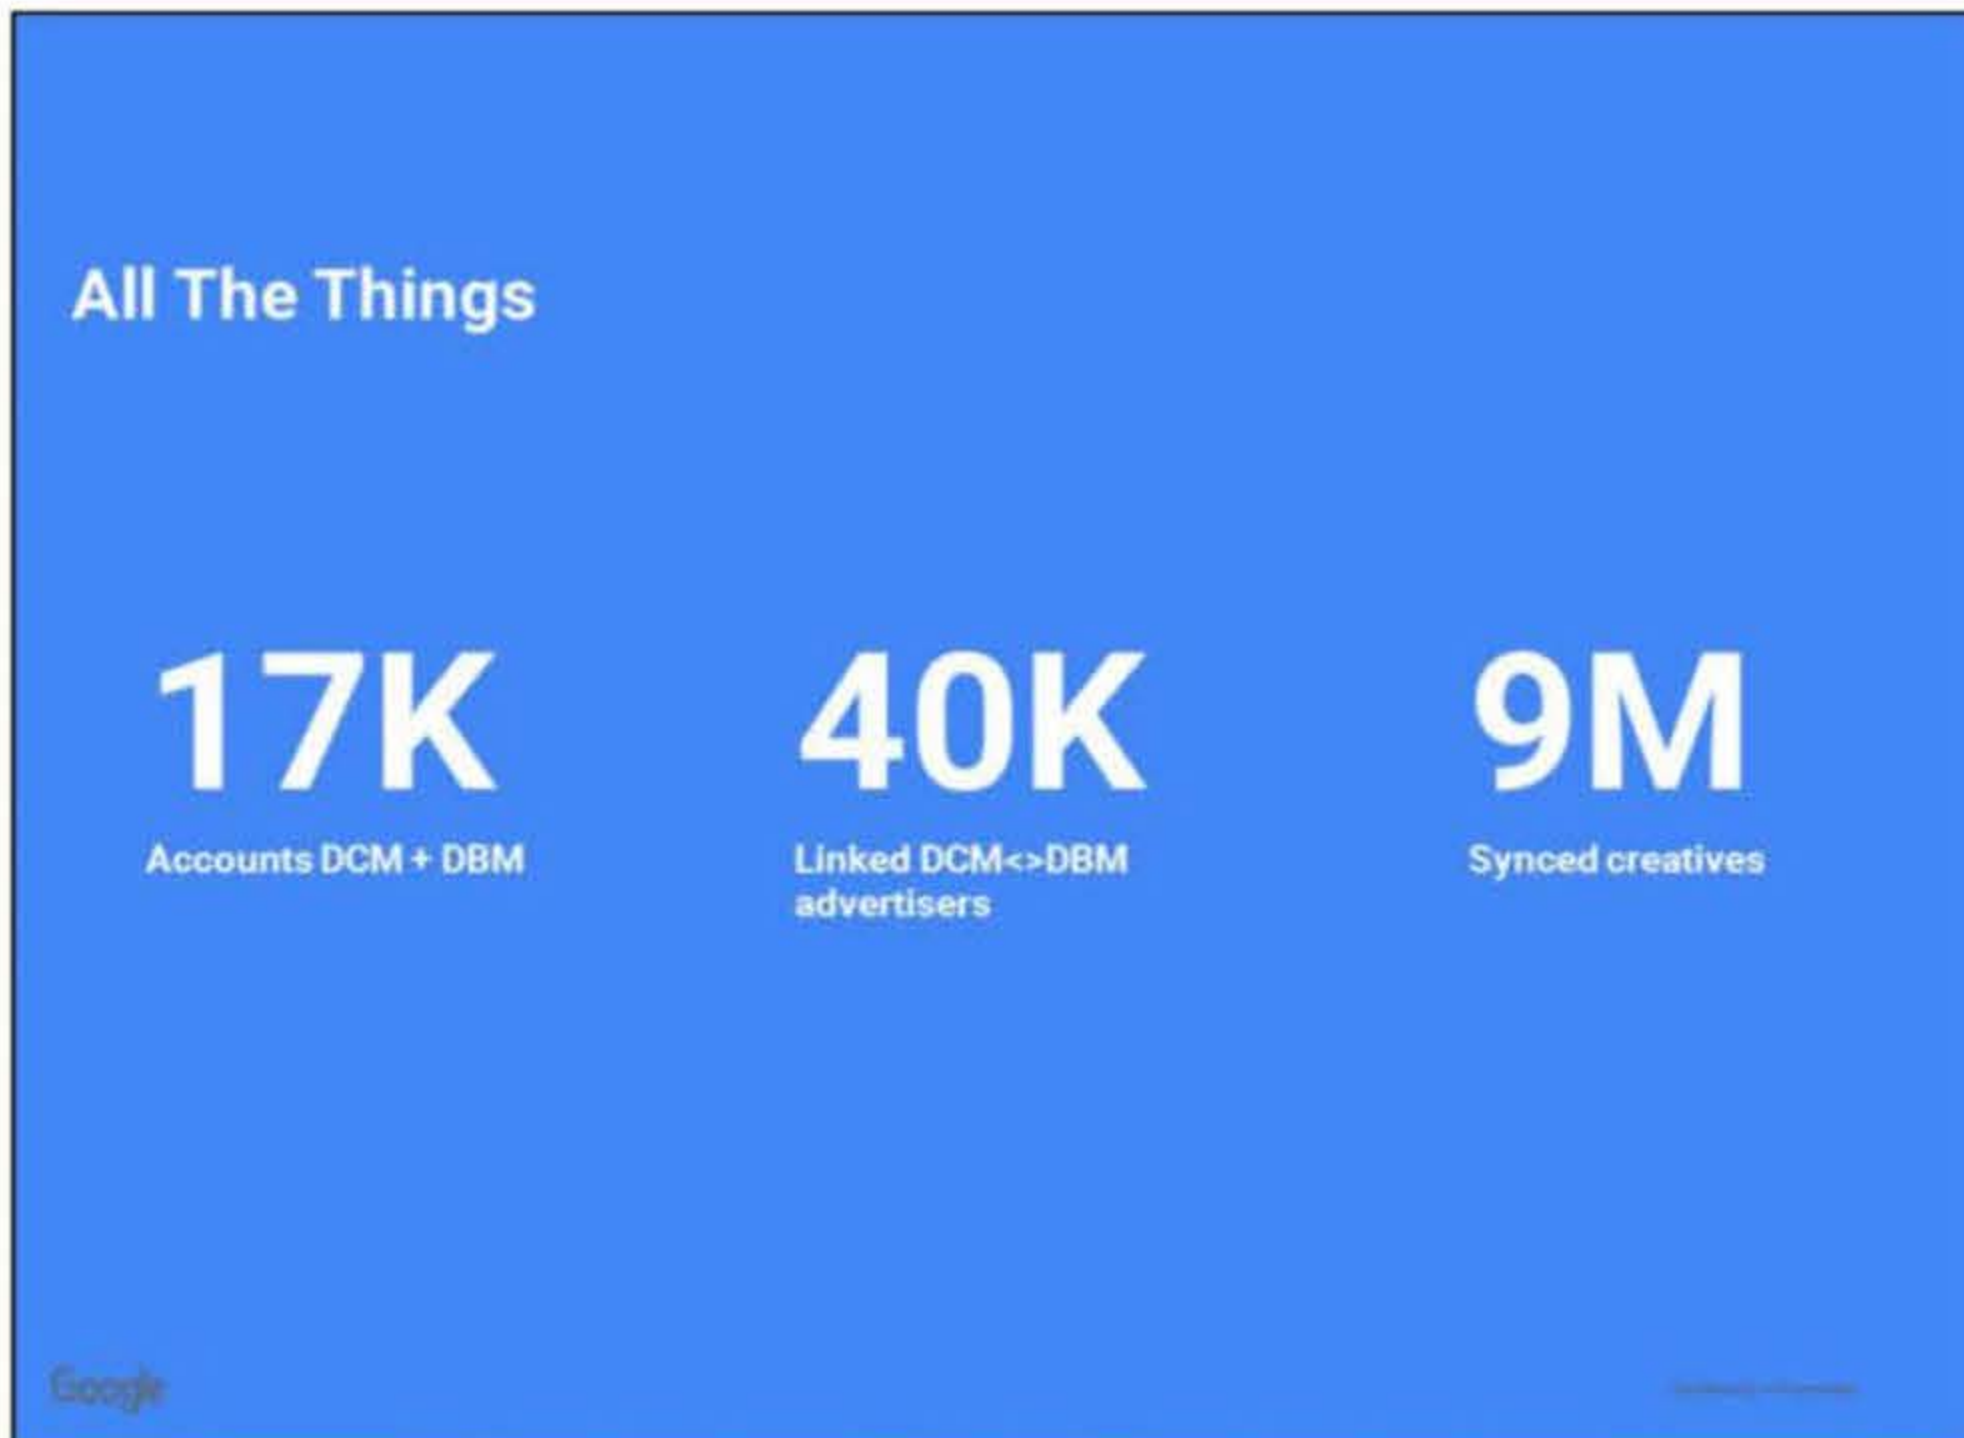 All The Things
17K
Accounts DCM + DBM
40K
Linked DCM<>DBM
advertisers
9M
Synced creatives
Google